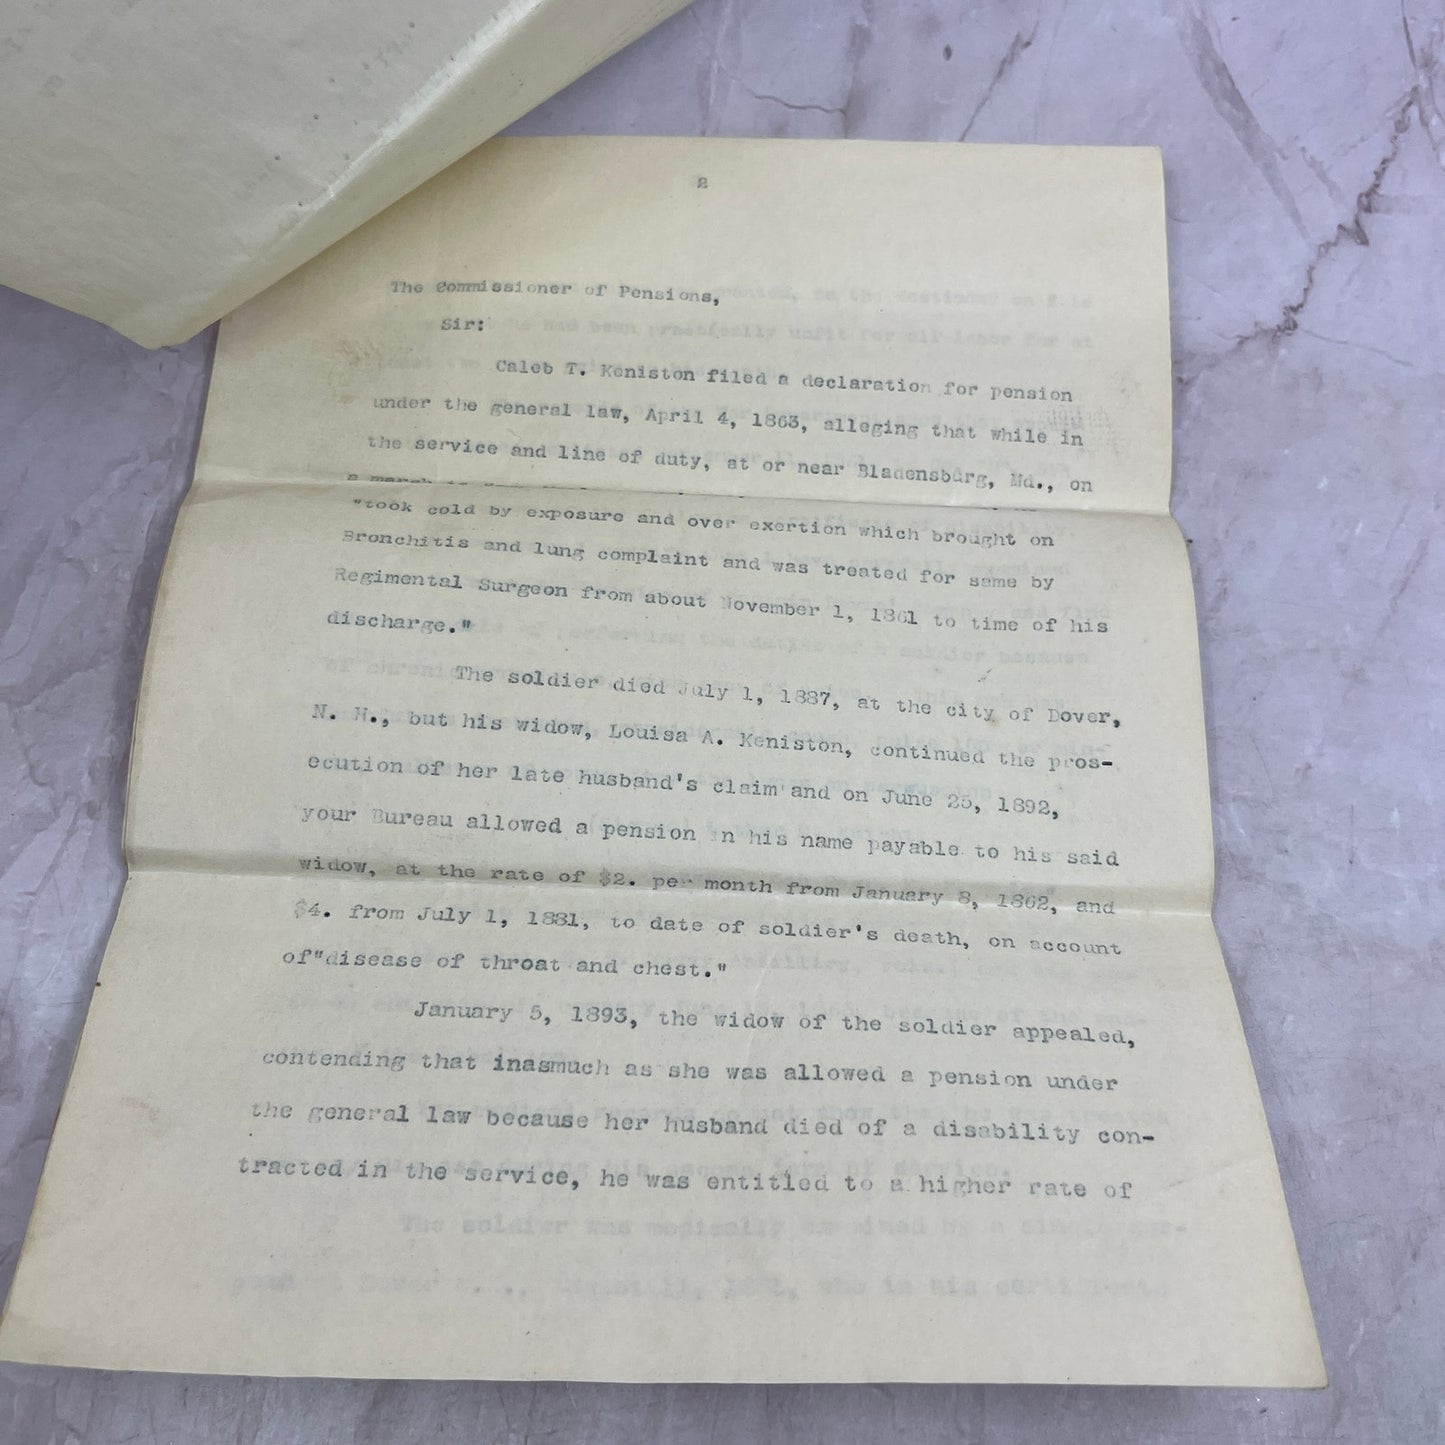 2
The Commissioner of Pensions,
Sir:
Caleb T. Keniston filed a declaration for pension
under the general law, April 4, 1863, alleging that while in
the service and line of duty, at or near Bladensburg, Md., on
a march
"took cold by exposure and over exertion which brought on
Bronchitis and lung complaint and was treated for same by
Regimental Surgeon from about November 1, 1861 to time of his
discharge."
The soldier died July 1, 1887, at the city of Dover,
N. H., but his widow, Louisa A. Keniston, continued the pros-
ecution of her late husband's claim and on June 25, 1892,
your Bureau allowed a pension in his name payable to his said
widow, at the rate of $2. per month from January 8, 1862, and
$4. from July 1, 1881, to date of soldier's death, on account
of"disease of throat and chest."
January 5, 1893, the widow of the soldier appealed,
contending that inasmuch as she was allowed a pension under
the general law because her husband died of a disability con-
tracted in the service, he was entitled to a higher rate of